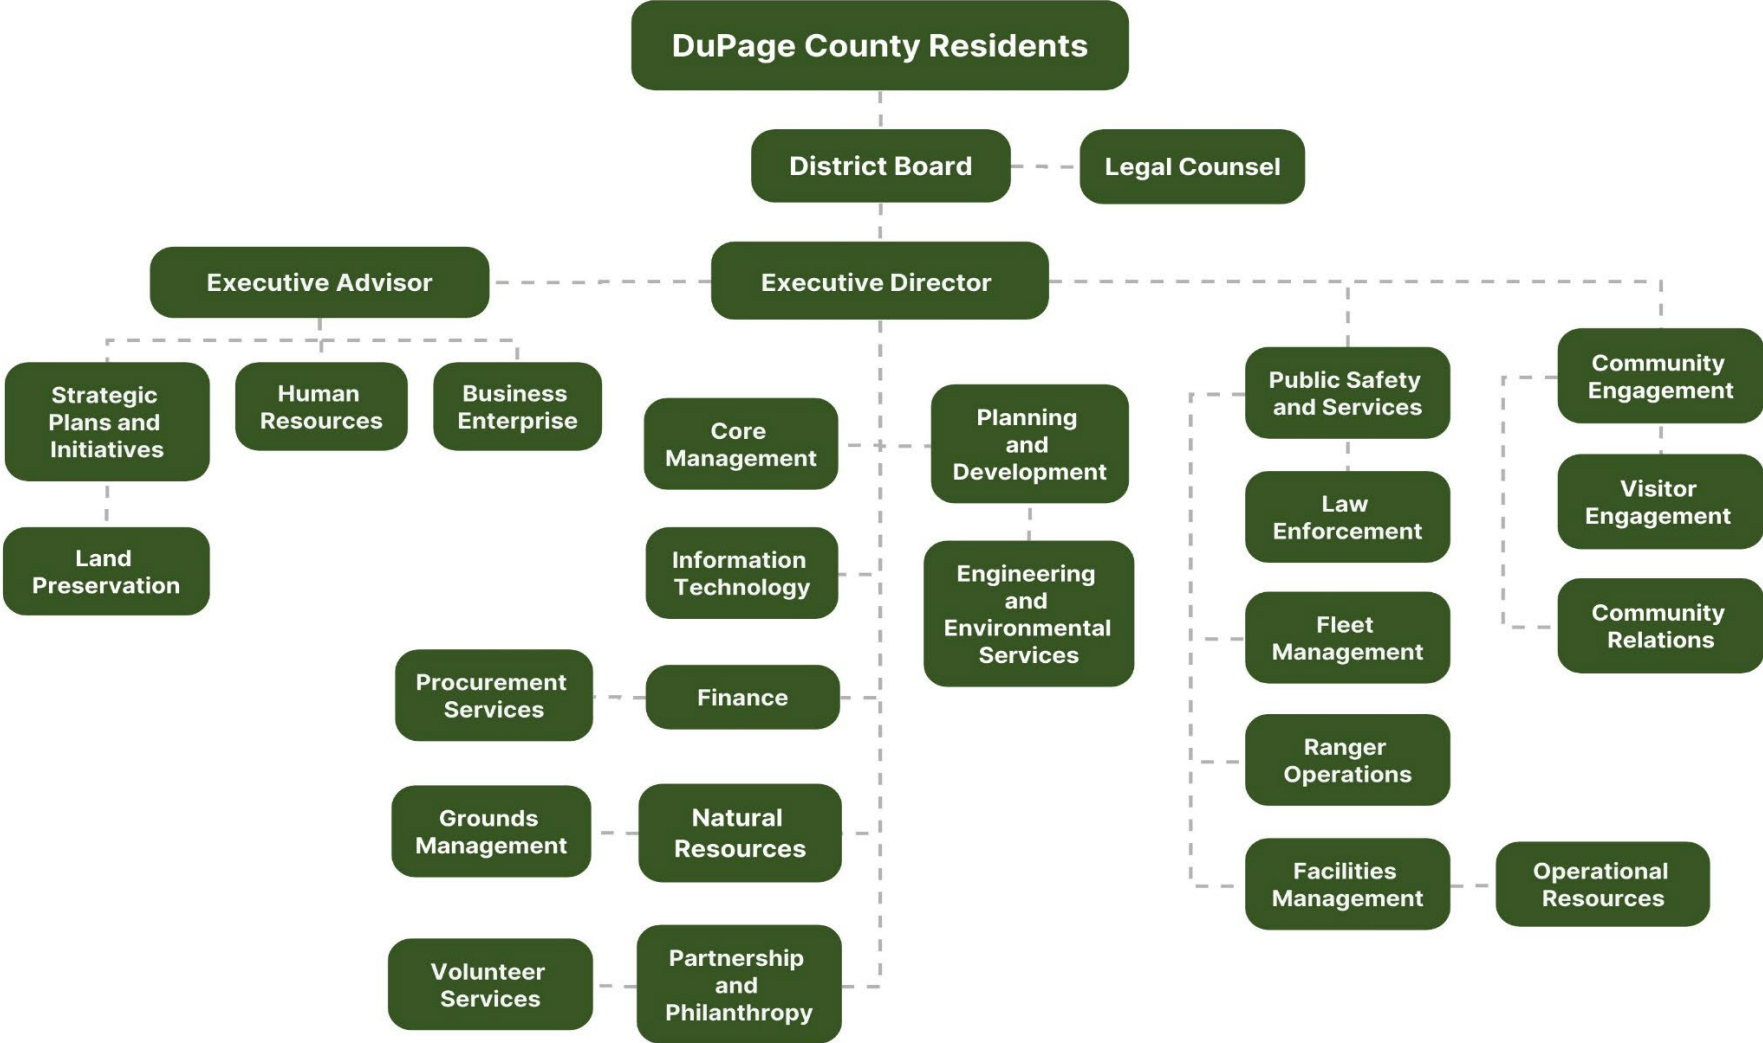 DuPage County Residents
District Board
Legal Counsel
Executive Advisor
Executive Director
Strategic
Plans and
Initiatives
Human
Resources
Business
Enterprise
Land
Preservation
Core
Management
Planning
and
Development
Information
Technology
Engineering
and
Environmental
Services
Procurement
Services
Finance
Grounds
Management
Natural
Resources
Volunteer
Services
Partnership
and
Philanthropy
Public Safety
and Services
Law
Enforcement
Fleet
Management
Ranger
Operations
Facilities
Management
Operational
Resources
Community
Engagement
Visitor
Engagement
Community
Relations